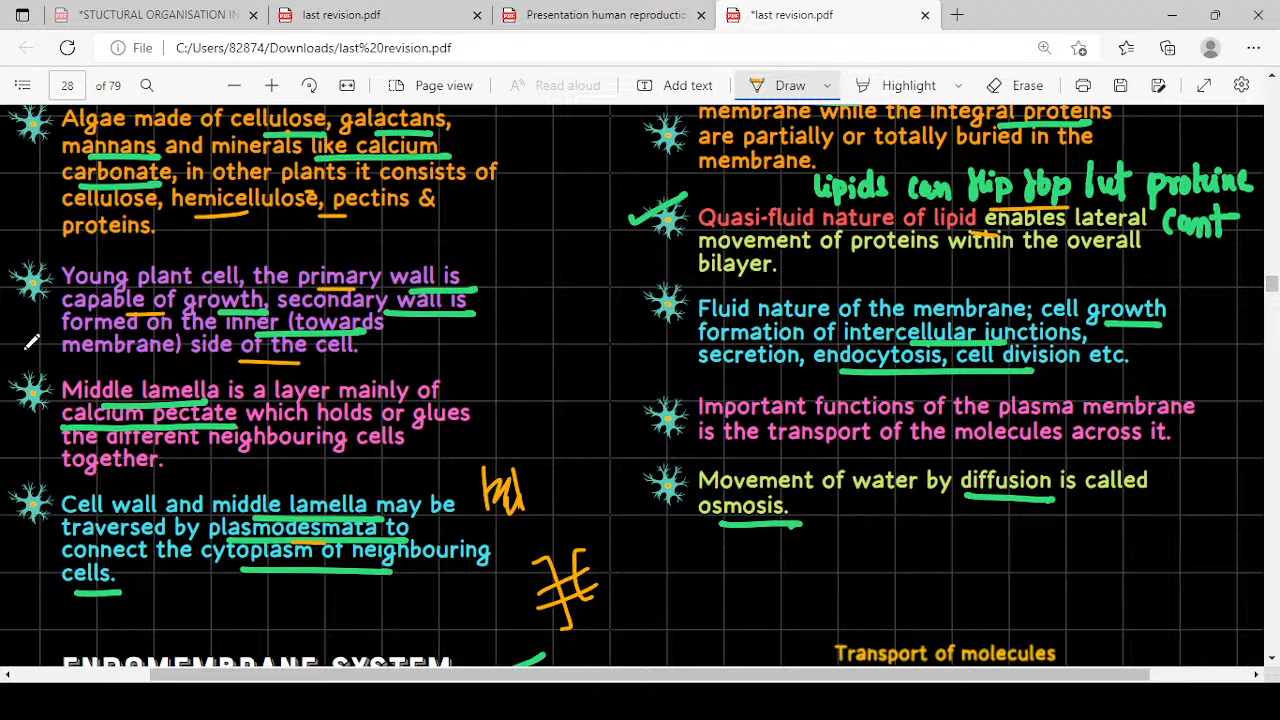 *STUCTURAL ORGANISATION IN
last revision.pdf
Presentation human reproductio
*last revision.pdf
File
C:/Users/82874/Downloads/last%20revision.pdf
28 of 79
Page view
Read aloud
Add text
Draw
Highlight
Erase
Algae made of cellulose, galactans,
mannans and minerals like calcium
carbonate, in other plants it consists of
cellulose, hemicellulose, pectins &
proteins.
Young plant cell, the primary wall is
capable of growth, secondary wall is
formed on the inner (towards
membrane) side of the cell.
Middle lamella is a layer mainly of
calcium pectate which holds or glues
the different neighbouring cells
together.
Cell wall and middle lamella may be
traversed by plasmodesmata to
connect the cytoplasm of neighbouring
cells.
ENDOMEMBRANE SYSTEM
membrane while the integral proteins
are partially or totally buried in the
membrane.
lipids can flip flop but proteine
cant
Quasi-fluid nature of lipid enables lateral
movement of proteins within the overall
bilayer.
Fluid nature of the membrane; cell growth
formation of intercellular junctions,
secretion, endocytosis, cell division etc.
Important functions of the plasma membrane
is the transport of the molecules across it.
Movement of water by diffusion is called
osmosis.
Transport of molecules